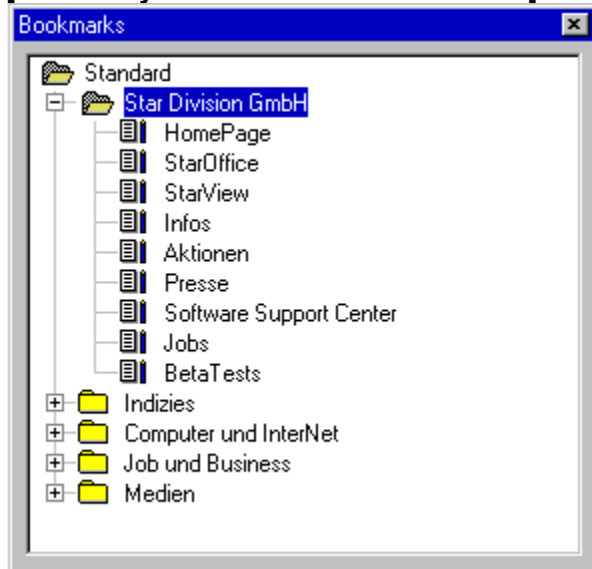 Bookmarks
Standard
Star Division GmbH
HomePage
StarOffice
StarView
Infos
Aktionen
Presse
Software Support Center
Jobs
BetaTests
Indizies
Computer und InterNet
Job und Business
Medien